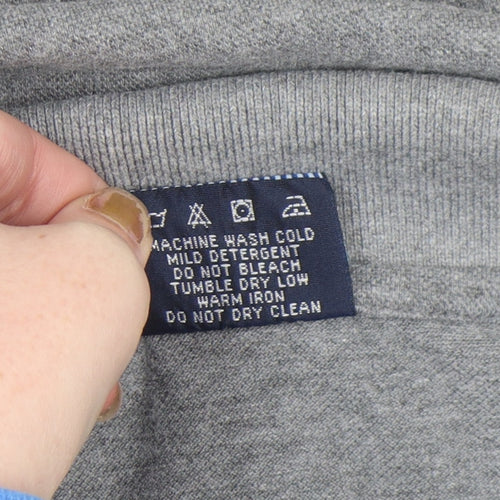 MACHINE WASH COLD
MILD DETERGENT
DO NOT BLEACH
TUMBLE DRY LOW
WARM IRON
DO NOT DRY CLEAN